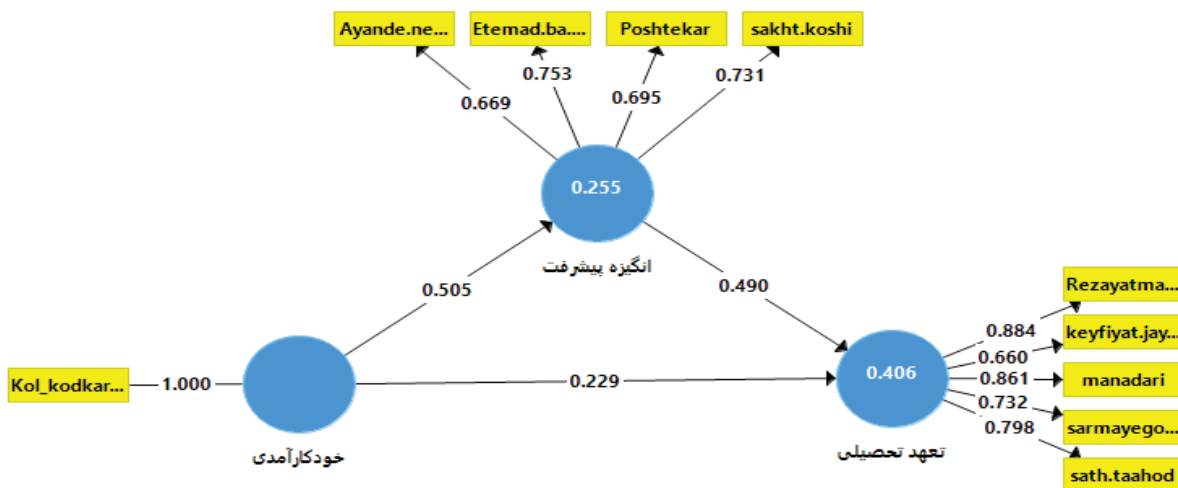 Ayande.ne... Etemad.ba.... Poshtekar sakht.koshi
0.669 0.753 0.695 0.731
0.255
انگیزه پیشرفت
0.505 0.490
Kol_kodkar... 1.000 0.229 0.406
خودکارآمدی تعهد تحصیلی
0.884 Rezayatma...
0.660 keyfiyat.jay...
0.861 manadari
0.732 sarmayego...
0.798 sath.taahod